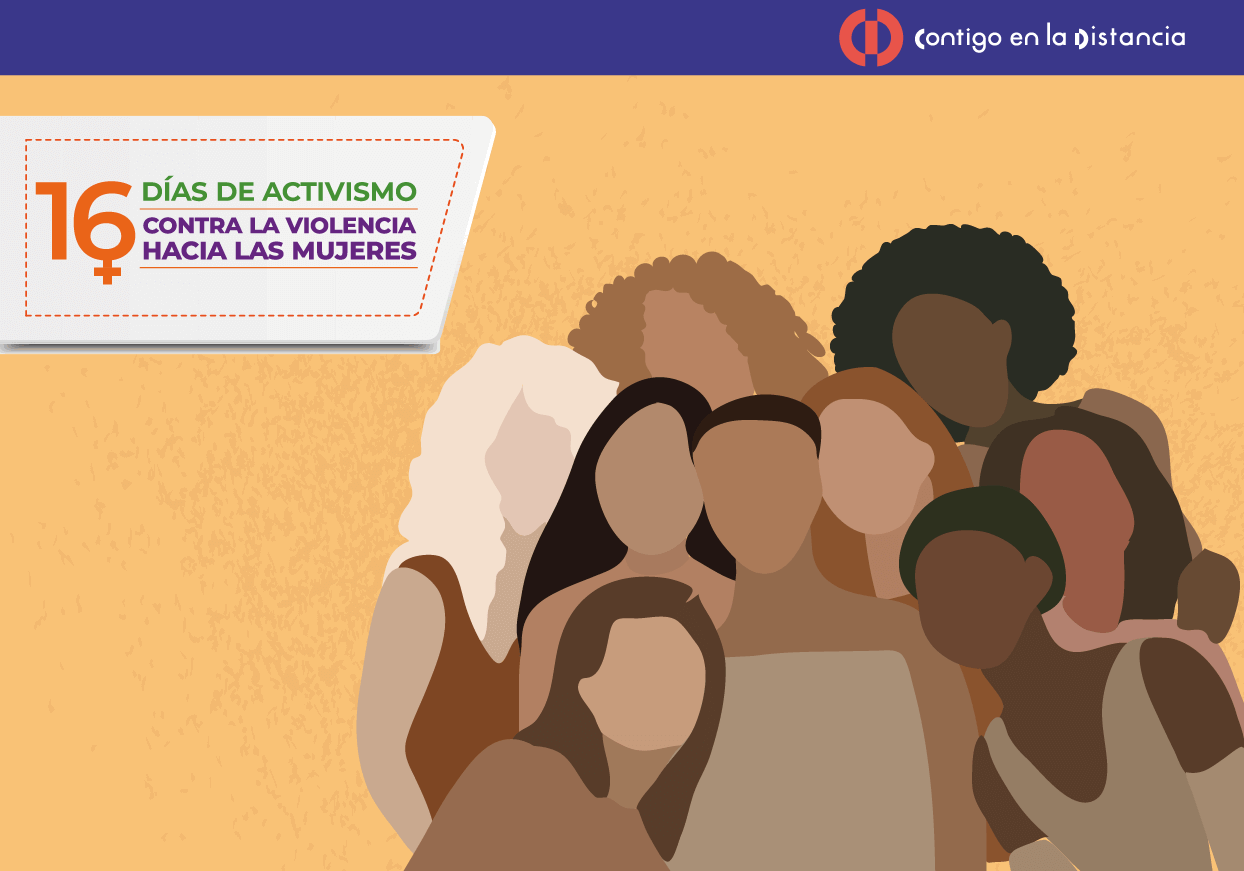 Contigo en la Distancia
16 DÍAS DE ACTIVISMO
CONTRA LA VIOLENCIA
HACIA LAS MUJERES